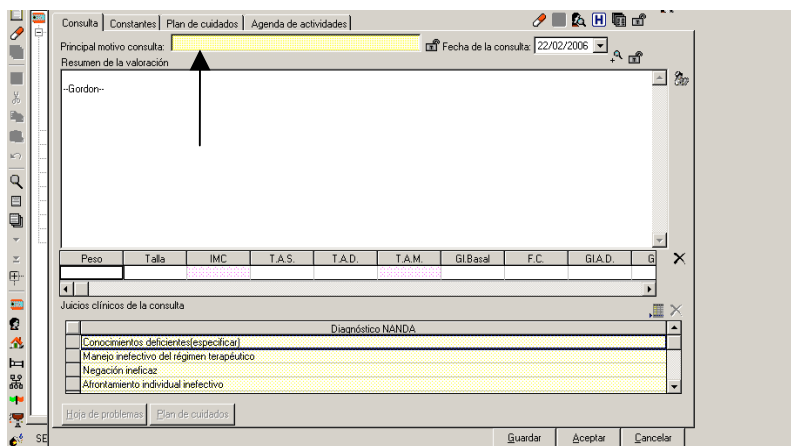 Consulta Constantes Plan de cuidados Agenda de actividades
H
Principal motivo consulta: Fecha de la consulta: 22/02/2006
Resumen de la valoración
--Gordon--
Peso Talla IMC T.A.S. T.A.D. T.A.M. Gl.Basal F.C. Gl.A.D. G
Juicios clínicos de la consulta
Diagnóstico NANDA
Conocimientos deficientes(especificar)
Manejo inefectivo del régimen terapéutico
Negación ineficaz
Afrontamiento individual inefectivo
Hoja de problemas Plan de cuidados
SE Guardar Aceptar Cancelar